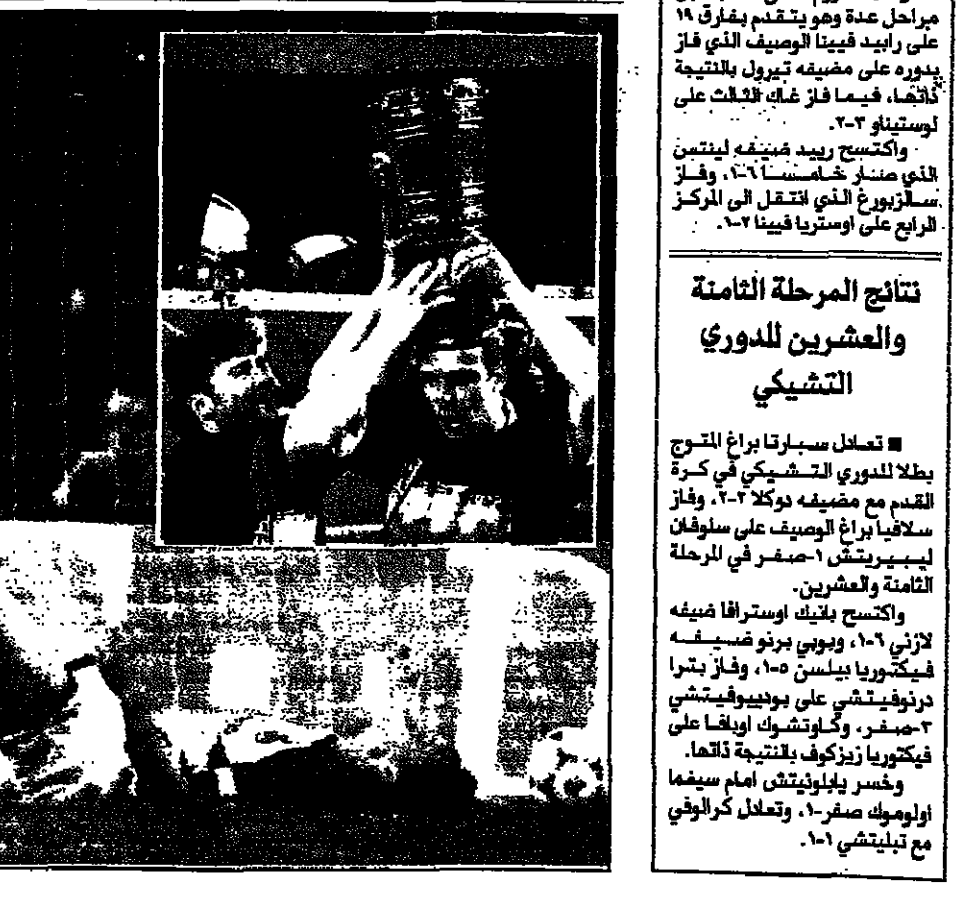 مراحل عدة وهو يتقدم بفارق ١٩
على رابيد فيينا الوصيف الذي فاز
بدوره على مضيفه تيرول بالنتيجة
ذاتها، فيما فاز غاك الثالث على
لوستيناو ٣-٢.
واكتسح رييد ضيفه لينتس
الذي صار خامسا ٦-١، وفاز
سالزبورغ الذي انتقل الى المركز
الرابع على اوستريا فيينا ٢-١.
نتائج المرحلة الثامنة
والعشرين للدوري
التشيكي
■ تعادل سبارتا براغ المتوج
بطلا للدوري التشيكي في كرة
القدم مع مضيفه دوكلا ٢-٢، وفاز
سلافيا براغ الوصيف على سلوفان
ليبيريتش ١-صفر في المرحلة
الثامنة والعشرين.
واكتسح بانيك اوسترافا ضيفه
لازني ٦-١، وبوبي برنو ضيفه
فيكتوريا بيلسن ٥-١، وفاز بترا
درنوفيتشي على بودييوفيتشي
٣-صفر، وكاوتشوك اوبافا على
فيكتوريا زيزكوف بالنتيجة ذاتها.
وخسر يابلونيتش امام سيغما
أولوموك صفر-١، وتعادل كرالوفي
مع تبليتشي ١-١.